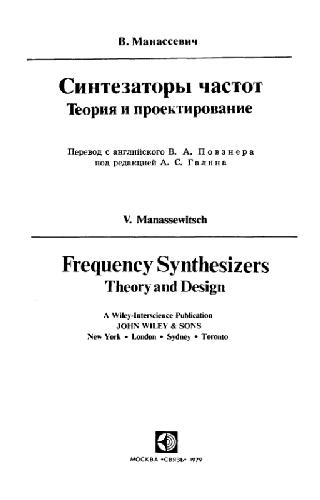 В. Манассевич
Синтезаторы частот
Теория и проектирование
Перевод с английского В. А. Повзнера
под редакцией А. С. Галина
V. Manassewitsch
Frequency Synthesizers
Theory and Design
A Wiley-Interscience Publication
JOHN WILEY & SONS
New York • London • Sydney • Toronto
МОСКВА «СВЯЗЬ» 1979